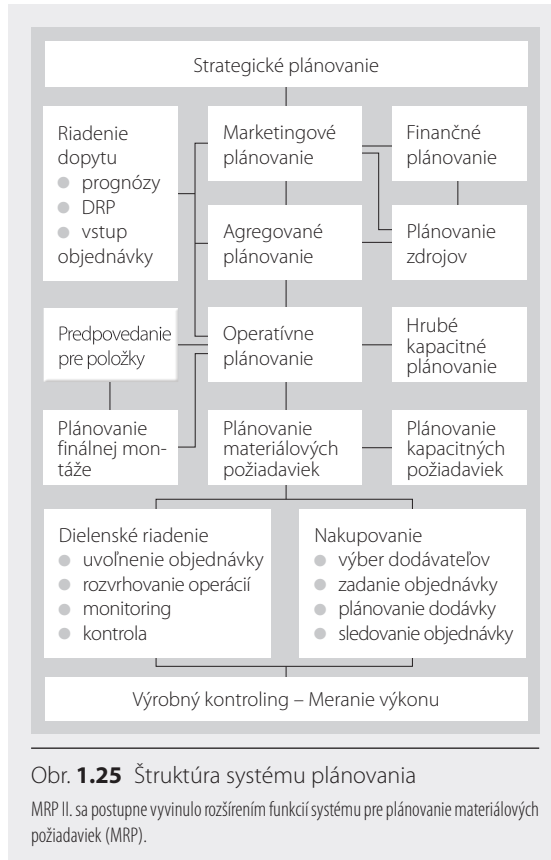 Strategické plánovanie
Riadenie
dopytu
prognózy
DRP
vstup
objednávky
Marketingové
plánovanie
Finančné
plánovanie
Agregované
plánovanie
Plánovanie
zdrojov
Predpovedanie
pre položky
Operatívne
plánovanie
Hrubé
kapacitné
plánovanie
Plánovanie
finálnej mon-
táže
Plánovanie
materiálových
požiadaviek
Plánovanie
kapacitných
požiadaviek
Dielenské riadenie
uvoľnenie objednávky
rozvrhovanie operácií
monitoring
kontrola
Nakupovanie
výber dodávateľov
zadanie objednávky
plánovanie dodávky
sledovanie objednávky
Výrobný kontroling – Meranie výkonu
Obr. 1.25 Štruktúra systému plánovania
MRP II. sa postupne vyvinulo rozšírením funkcií systému pre plánovanie materiálových
požiadaviek (MRP).